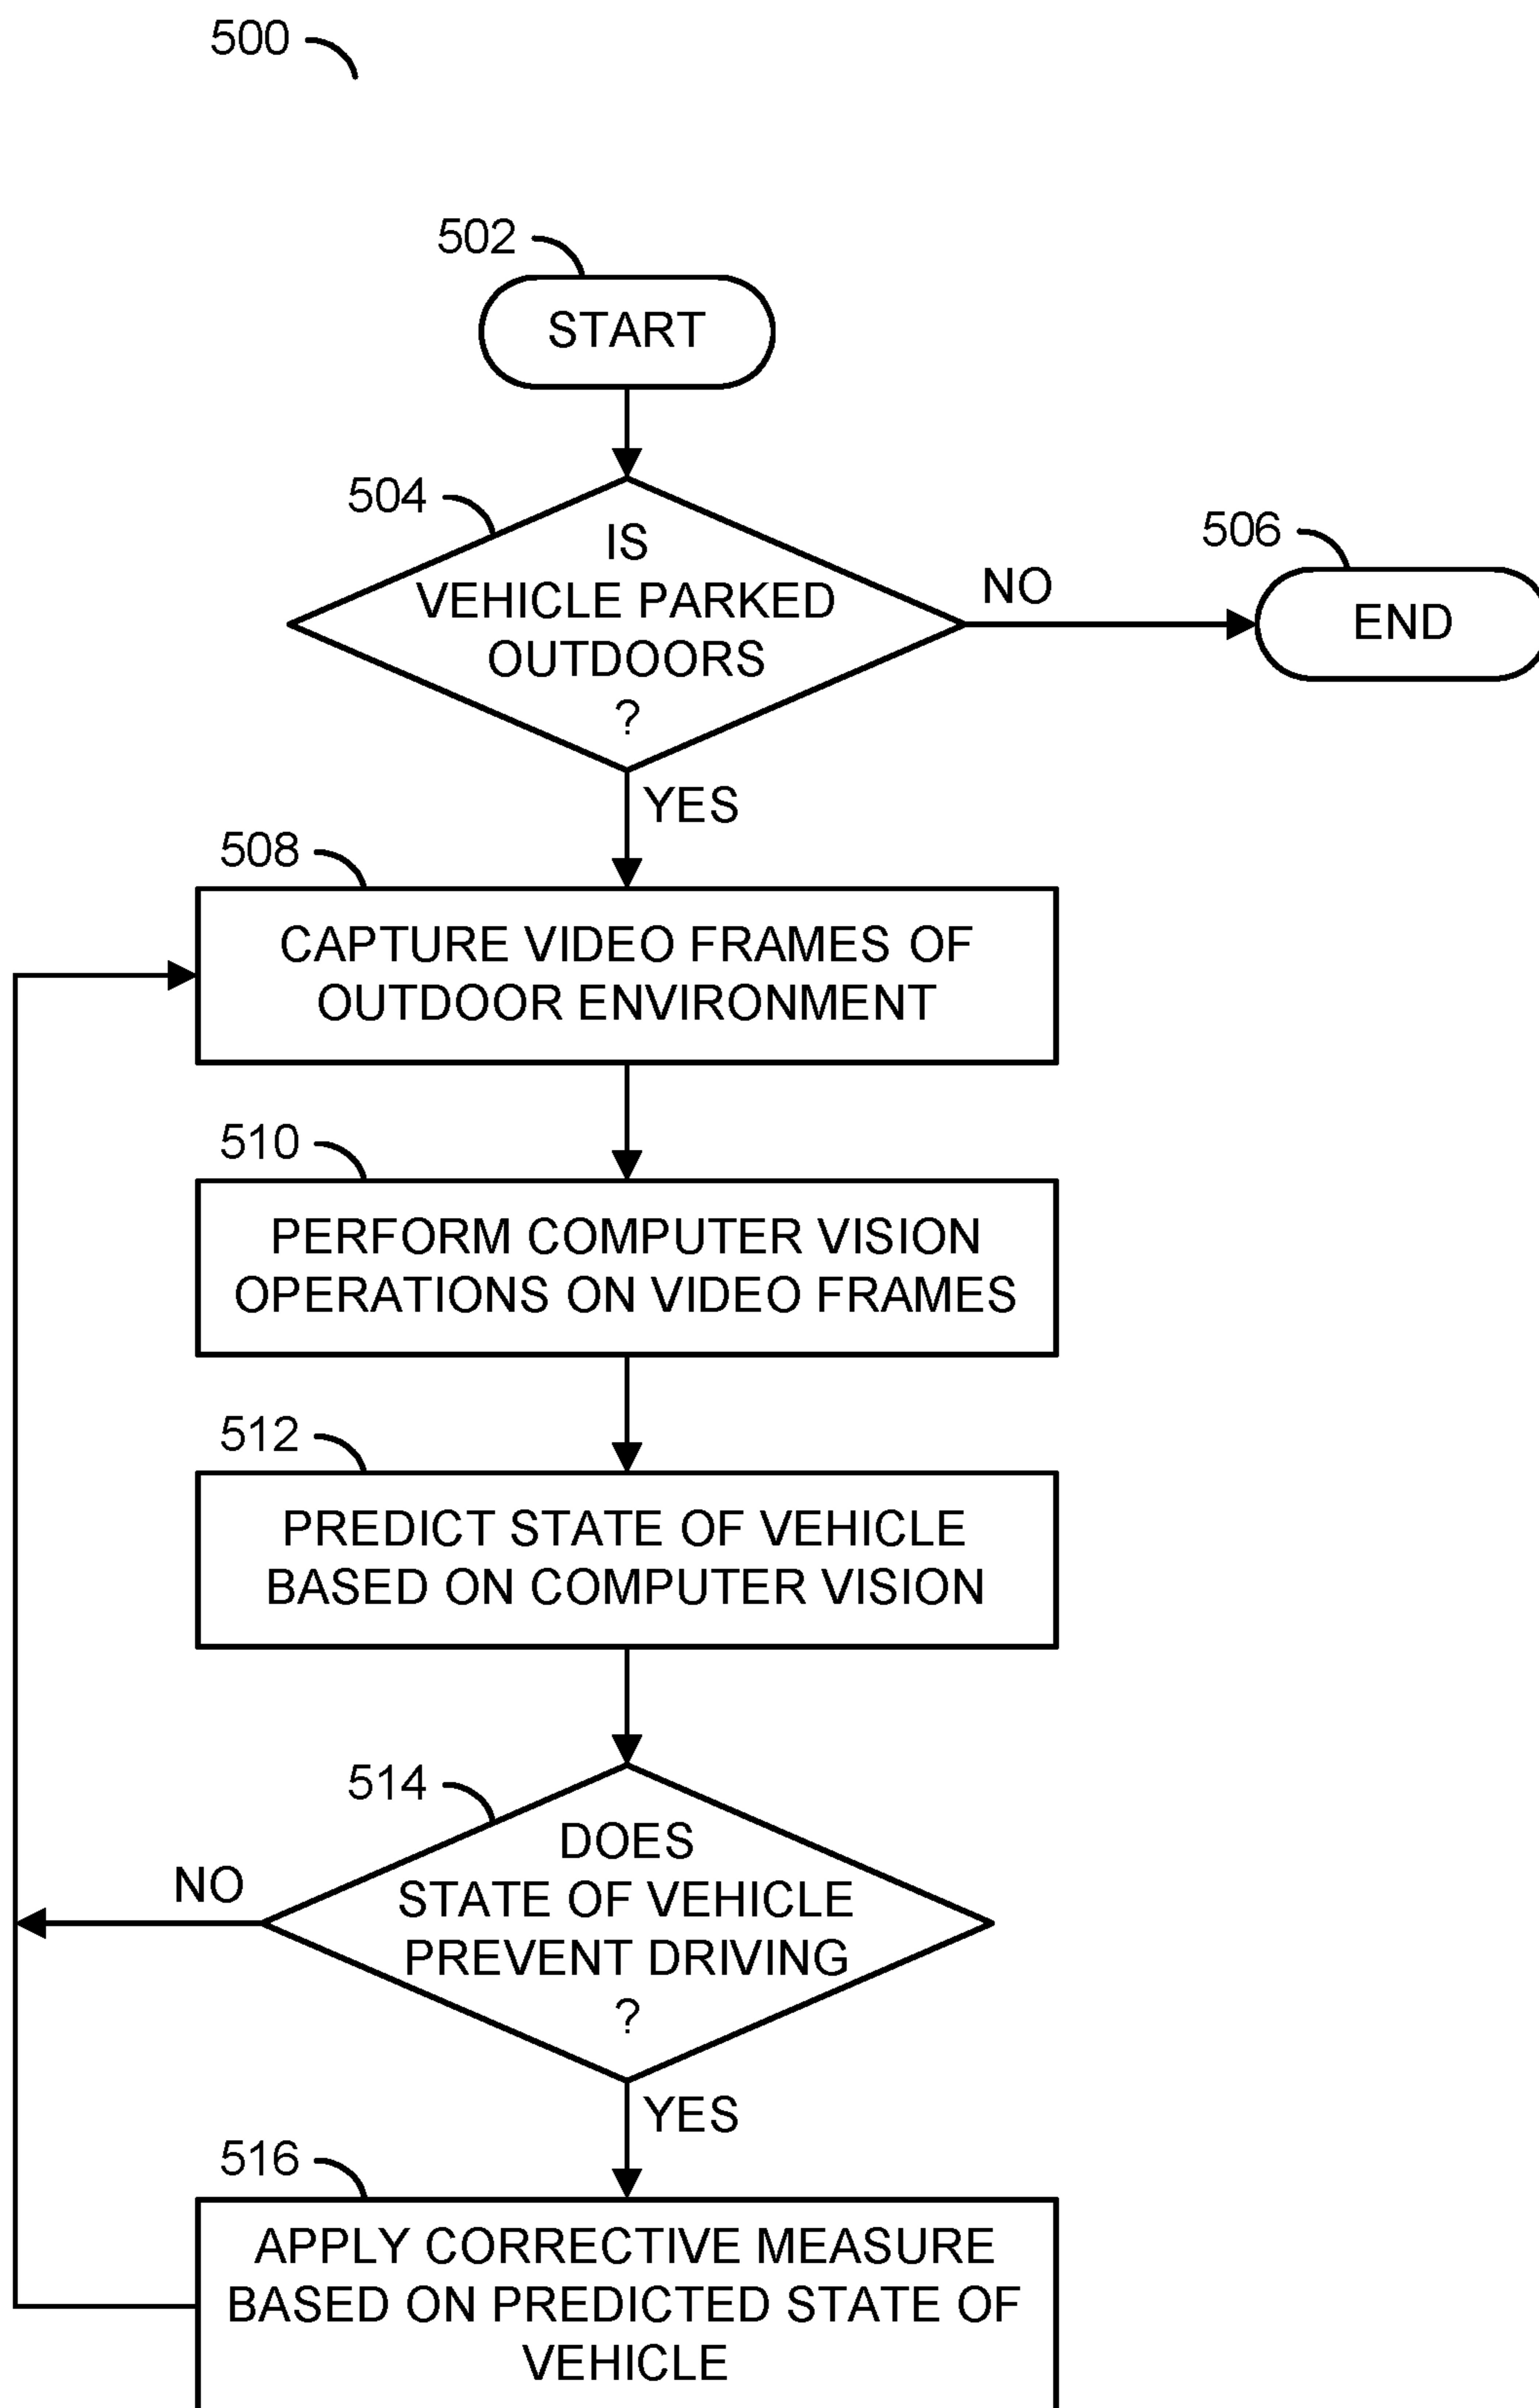 500
502
START
504
IS
VEHICLE PARKED
OUTDOORS
?
NO
506
END
YES
508
CAPTURE VIDEO FRAMES OF
OUTDOOR ENVIRONMENT
510
PERFORM COMPUTER VISION
OPERATIONS ON VIDEO FRAMES
512
PREDICT STATE OF VEHICLE
BASED ON COMPUTER VISION
514
DOES
STATE OF VEHICLE
PREVENT DRIVING
?
NO
YES
516
APPLY CORRECTIVE MEASURE
BASED ON PREDICTED STATE OF
VEHICLE